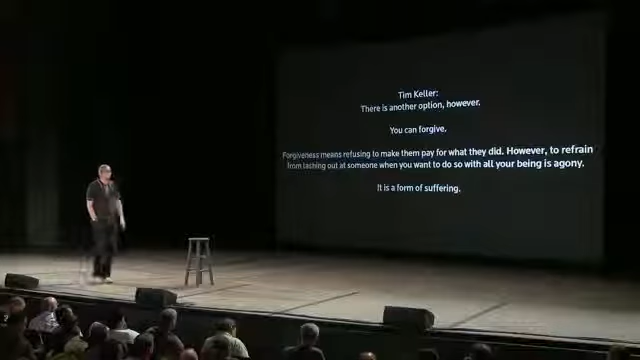 Tim Keller:
There is another option, however.
You can forgive.
Forgiveness means refusing to make them pay for what they did. However, to refrain
from lashing out at someone when you want to do so with all your being is agony.
It is a form of suffering.